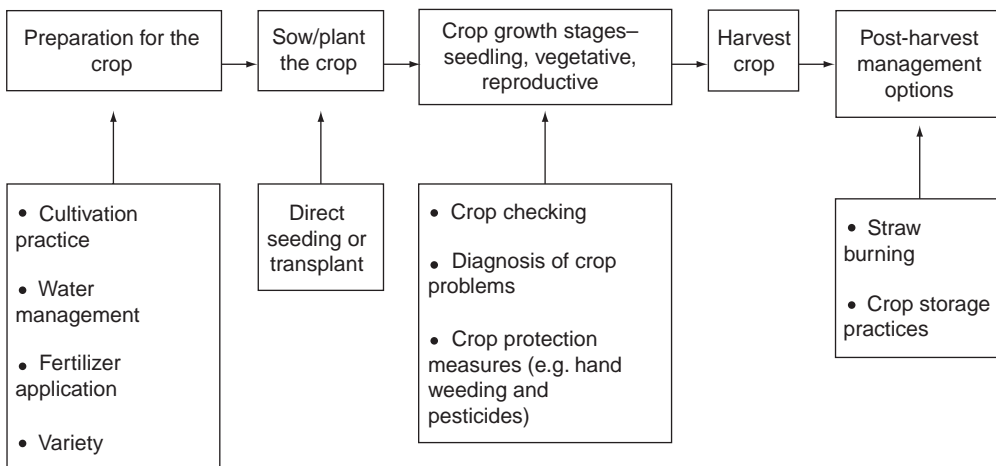 Preparation for the
crop
Sow/plant
the crop
Crop growth stages–
seedling, vegetative,
reproductive
Harvest
crop
Post-harvest
management
options
• Cultivation
practice
• Water
management
• Fertilizer
application
• Variety
Direct
seeding or
transplant
• Crop checking
• Diagnosis of crop
problems
• Crop protection
measures (e.g. hand
weeding and
pesticides)
• Straw
burning
• Crop storage
practices